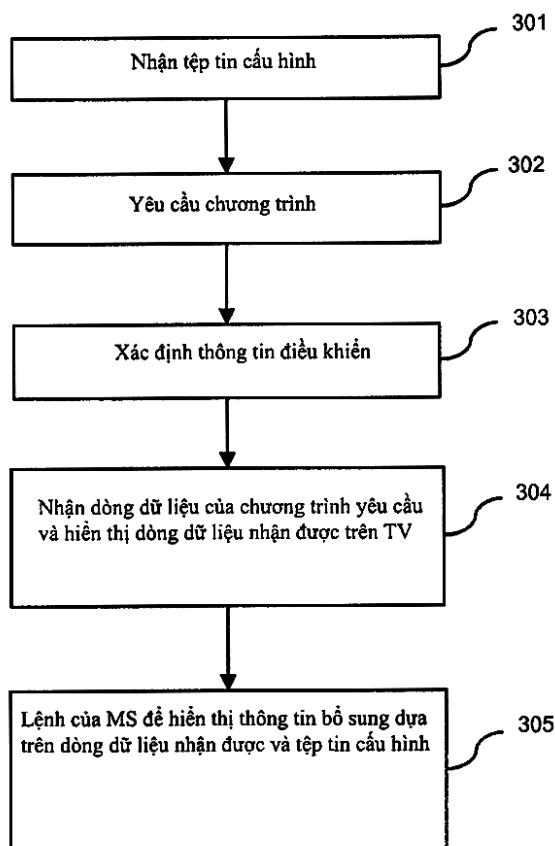 301
Nhận tệp tin cấu hình
302
Yêu cầu chương trình
303
Xác định thông tin điều khiển
304
Nhận dòng dữ liệu của chương trình yêu cầu
và hiển thị dòng dữ liệu nhận được trên TV
Lệnh của MS để hiển thị thông tin bổ sung dựa
trên dòng dữ liệu nhận được và tệp tin cấu hình
305